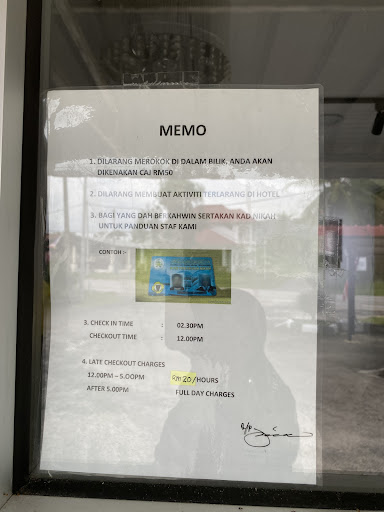 MEMO
1. DILARANG MEROKOK DI DALAM BILIK, ANDA AKAN
DIKENAKAN CAJ RM50
2. DILARANG MEMBUAT AKTIVITI TERLARANG DI HOTEL
3. BAGI YANG DAH BERKAHWIN SERTAKAN KAD NIKAH
UNTUK PANDUAN STAF KAMI
CONTOH :-
3. CHECK IN TIME : 02.30PM
CHECKOUT TIME : 12.00PM
4. LATE CHECKOUT CHARGES
12.00PM – 5.00PM RM 20/HOURS
AFTER 5.00PM FULL DAY CHARGES